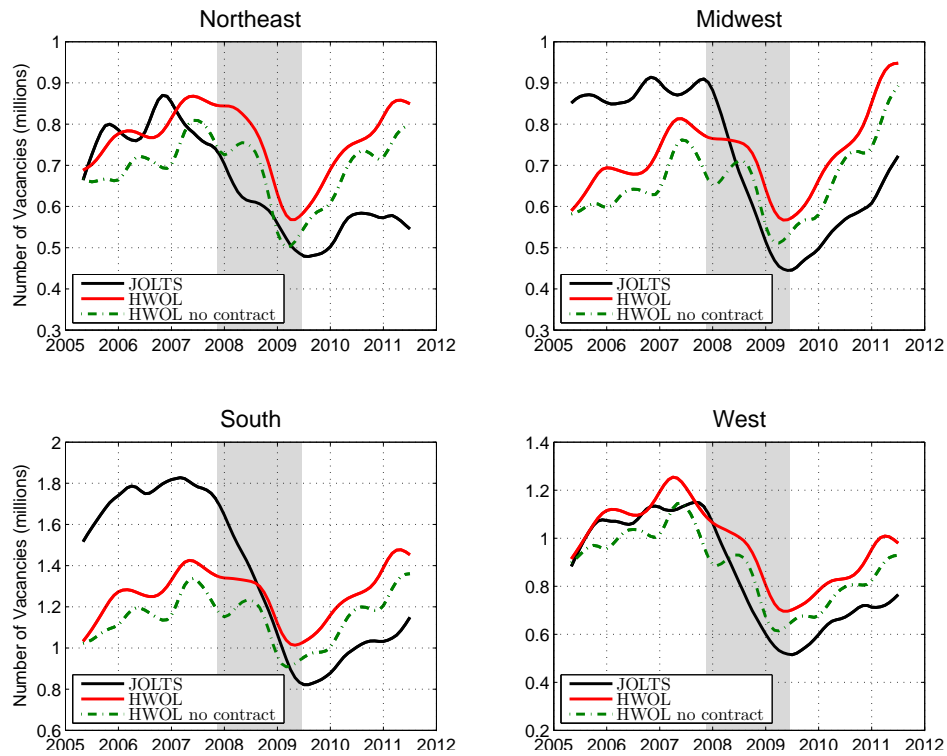 Northeast
Number of Vacancies (millions)
1
0.9
0.8
0.7
0.6
0.5
0.4
0.3
JOLTS
HWOL
HWOL no contract
2005 2006 2007 2008 2009 2010 2011 2012
Midwest
1
0.9
0.8
0.7
0.6
0.5
0.4
0.3
JOLTS
HWOL
HWOL no contract
2005 2006 2007 2008 2009 2010 2011 2012
South
Number of Vacancies (millions)
2
1.8
1.6
1.4
1.2
1
0.8
0.6
JOLTS
HWOL
HWOL no contract
2005 2006 2007 2008 2009 2010 2011 2012
West
1.4
1.2
1
0.8
0.6
0.4
0.2
JOLTS
HWOL
HWOL no contract
2005 2006 2007 2008 2009 2010 2011 2012